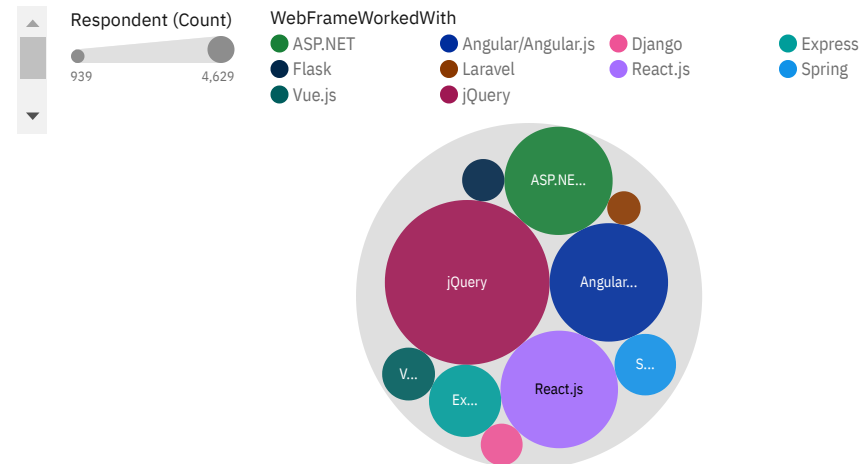 Respondent (Count)
939
4,629
WebFrameWorkedWith
ASP.NET
Angular/Angular.js
Django
Express
Flask
Laravel
React.js
Spring
Vue.js
jQuery
ASP.NE...
jQuery
Angular...
V...
Ex...
React.js
S...